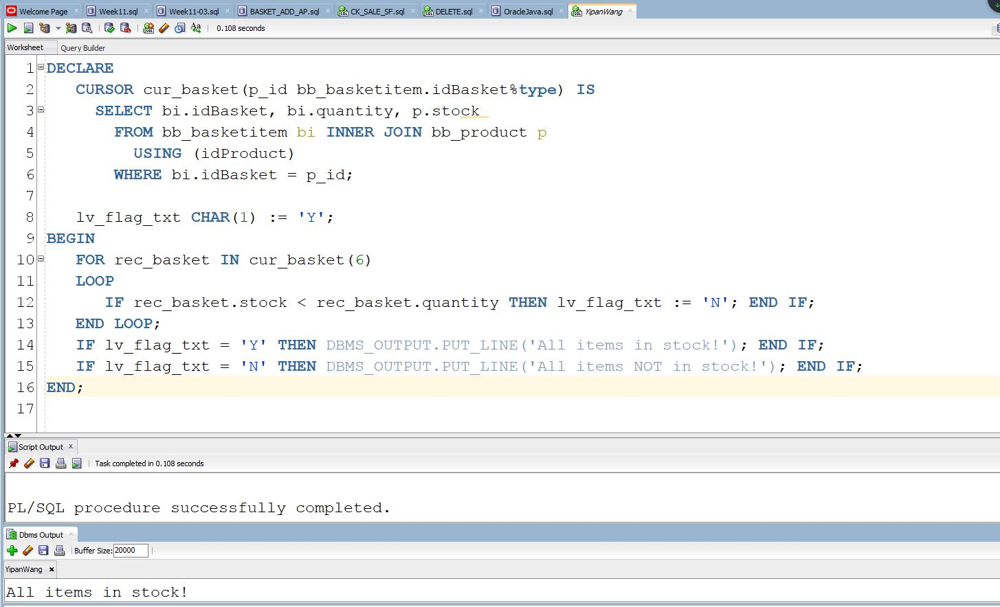 Welcome Page
Week11.sql
Week11-03.sql
BASKET_ADD_AP.sql
CK_SALE_SF.sql
DELETE.sql
OracleJava.sql
YipanWang
0.108 seconds
Worksheet Query Builder
1 DECLARE
2 CURSOR cur_basket(p_id bb_basketitem.idBasket%type) IS
3 SELECT bi.idBasket, bi.quantity, p.stock
4 FROM bb_basketitem bi INNER JOIN bb_product p
5 USING (idProduct)
6 WHERE bi.idBasket = p_id;
7
8 lv_flag_txt CHAR(1) := 'Y';
9 BEGIN
10 FOR rec_basket IN cur_basket(6)
11 LOOP
12 IF rec_basket.stock < rec_basket.quantity THEN lv_flag_txt := 'N'; END IF;
13 END LOOP;
14 IF lv_flag_txt = 'Y' THEN DBMS_OUTPUT.PUT_LINE('All items in stock!'); END IF;
15 IF lv_flag_txt = 'N' THEN DBMS_OUTPUT.PUT_LINE('All items NOT in stock!'); END IF;
16 END;
17
Script Output
Task completed in 0.108 seconds
PL/SQL procedure successfully completed.
Dbms Output
Buffer Size: 20000
YipanWang
All items in stock!